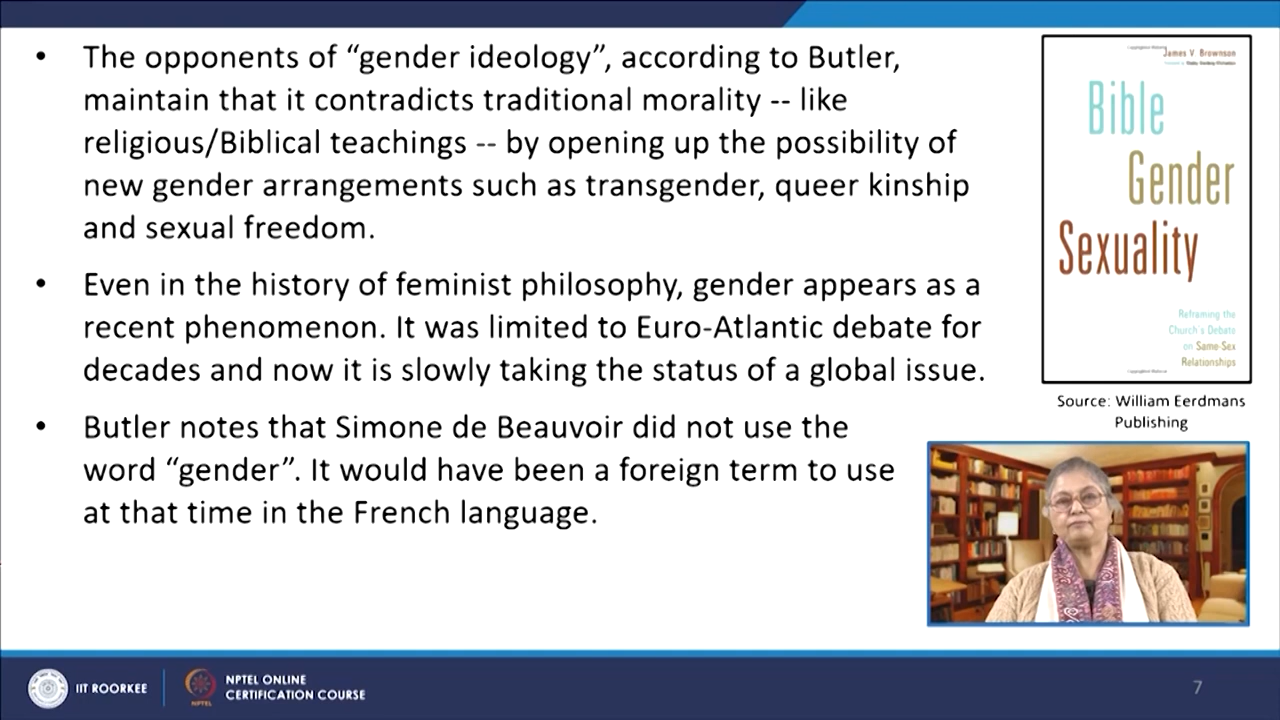 • The opponents of “gender ideology”, according to Butler,
maintain that it contradicts traditional morality -- like
religious/Biblical teachings -- by opening up the possibility of
new gender arrangements such as transgender, queer kinship
and sexual freedom.
• Even in the history of feminist philosophy, gender appears as a
recent phenomenon. It was limited to Euro-Atlantic debate for
decades and now it is slowly taking the status of a global issue.
• Butler notes that Simone de Beauvoir did not use the
word “gender”. It would have been a foreign term to use
at that time in the French language.
James V. Brownson
Bible
Gender
Sexuality
Reframing the
Church's Debate
on Same-Sex
Relationships
Source: William Eerdmans
Publishing
IIT ROORKEE
NPTEL
NPTEL ONLINE
CERTIFICATION COURSE
7